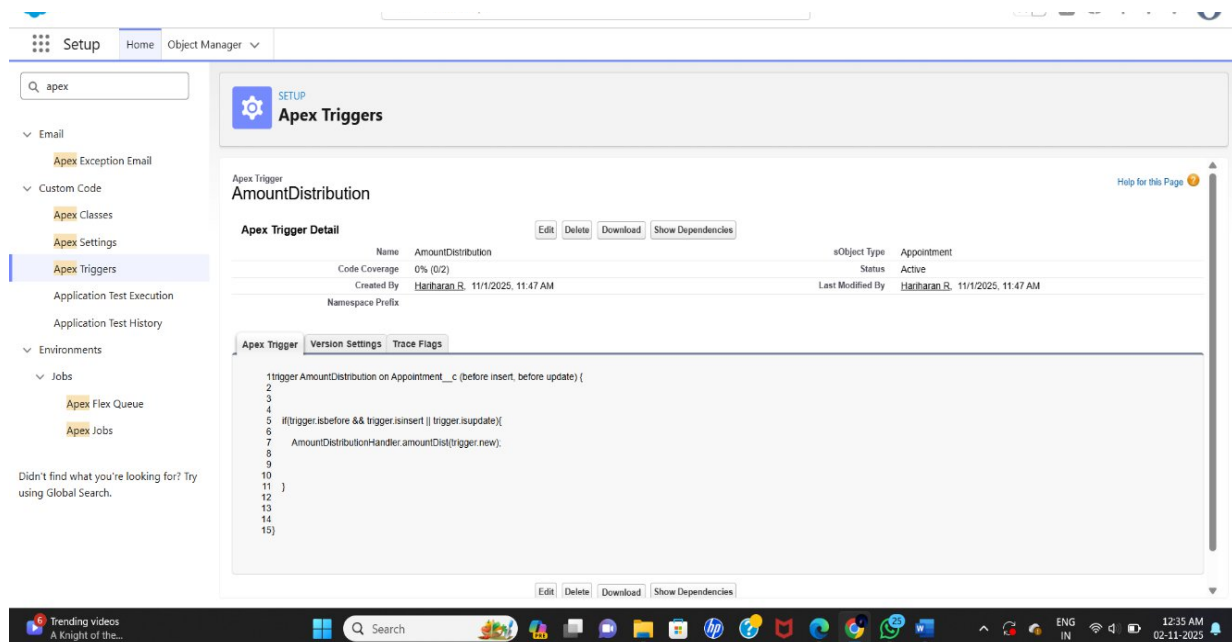 Setup Home Object Manager
apex
SETUP
Apex Triggers
Email
Apex Exception Email
Custom Code
Apex Classes
Apex Settings
Apex Triggers
Application Test Execution
Application Test History
Environments
Jobs
Apex Flex Queue
Apex Jobs
Didn't find what you're looking for? Try
using Global Search.
Apex Trigger
AmountDistribution
Help for this Page
Apex Trigger Detail
Edit Delete Download Show Dependencies
Name AmountDistribution sObject Type Appointment
Code Coverage 0% (0/2) Status Active
Created By Hariharan R, 11/1/2025, 11:47 AM Last Modified By Hariharan R, 11/1/2025, 11:47 AM
Namespace Prefix
Apex Trigger Version Settings Trace Flags
1trigger AmountDistribution on Appointment__c (before insert, before update) {
2
3
4
5 if(trigger.isbefore && trigger.isinsert || trigger.isupdate){
6
7 AmountDistributionHandler.amountDist(trigger.new);
8
9
10
11 }
12
13
14
15}
Edit Delete Download Show Dependencies
6 Trending videos
A Knight of the...
Search
PRE
hp
25
ENG
IN
12:35 AM
02-11-2025